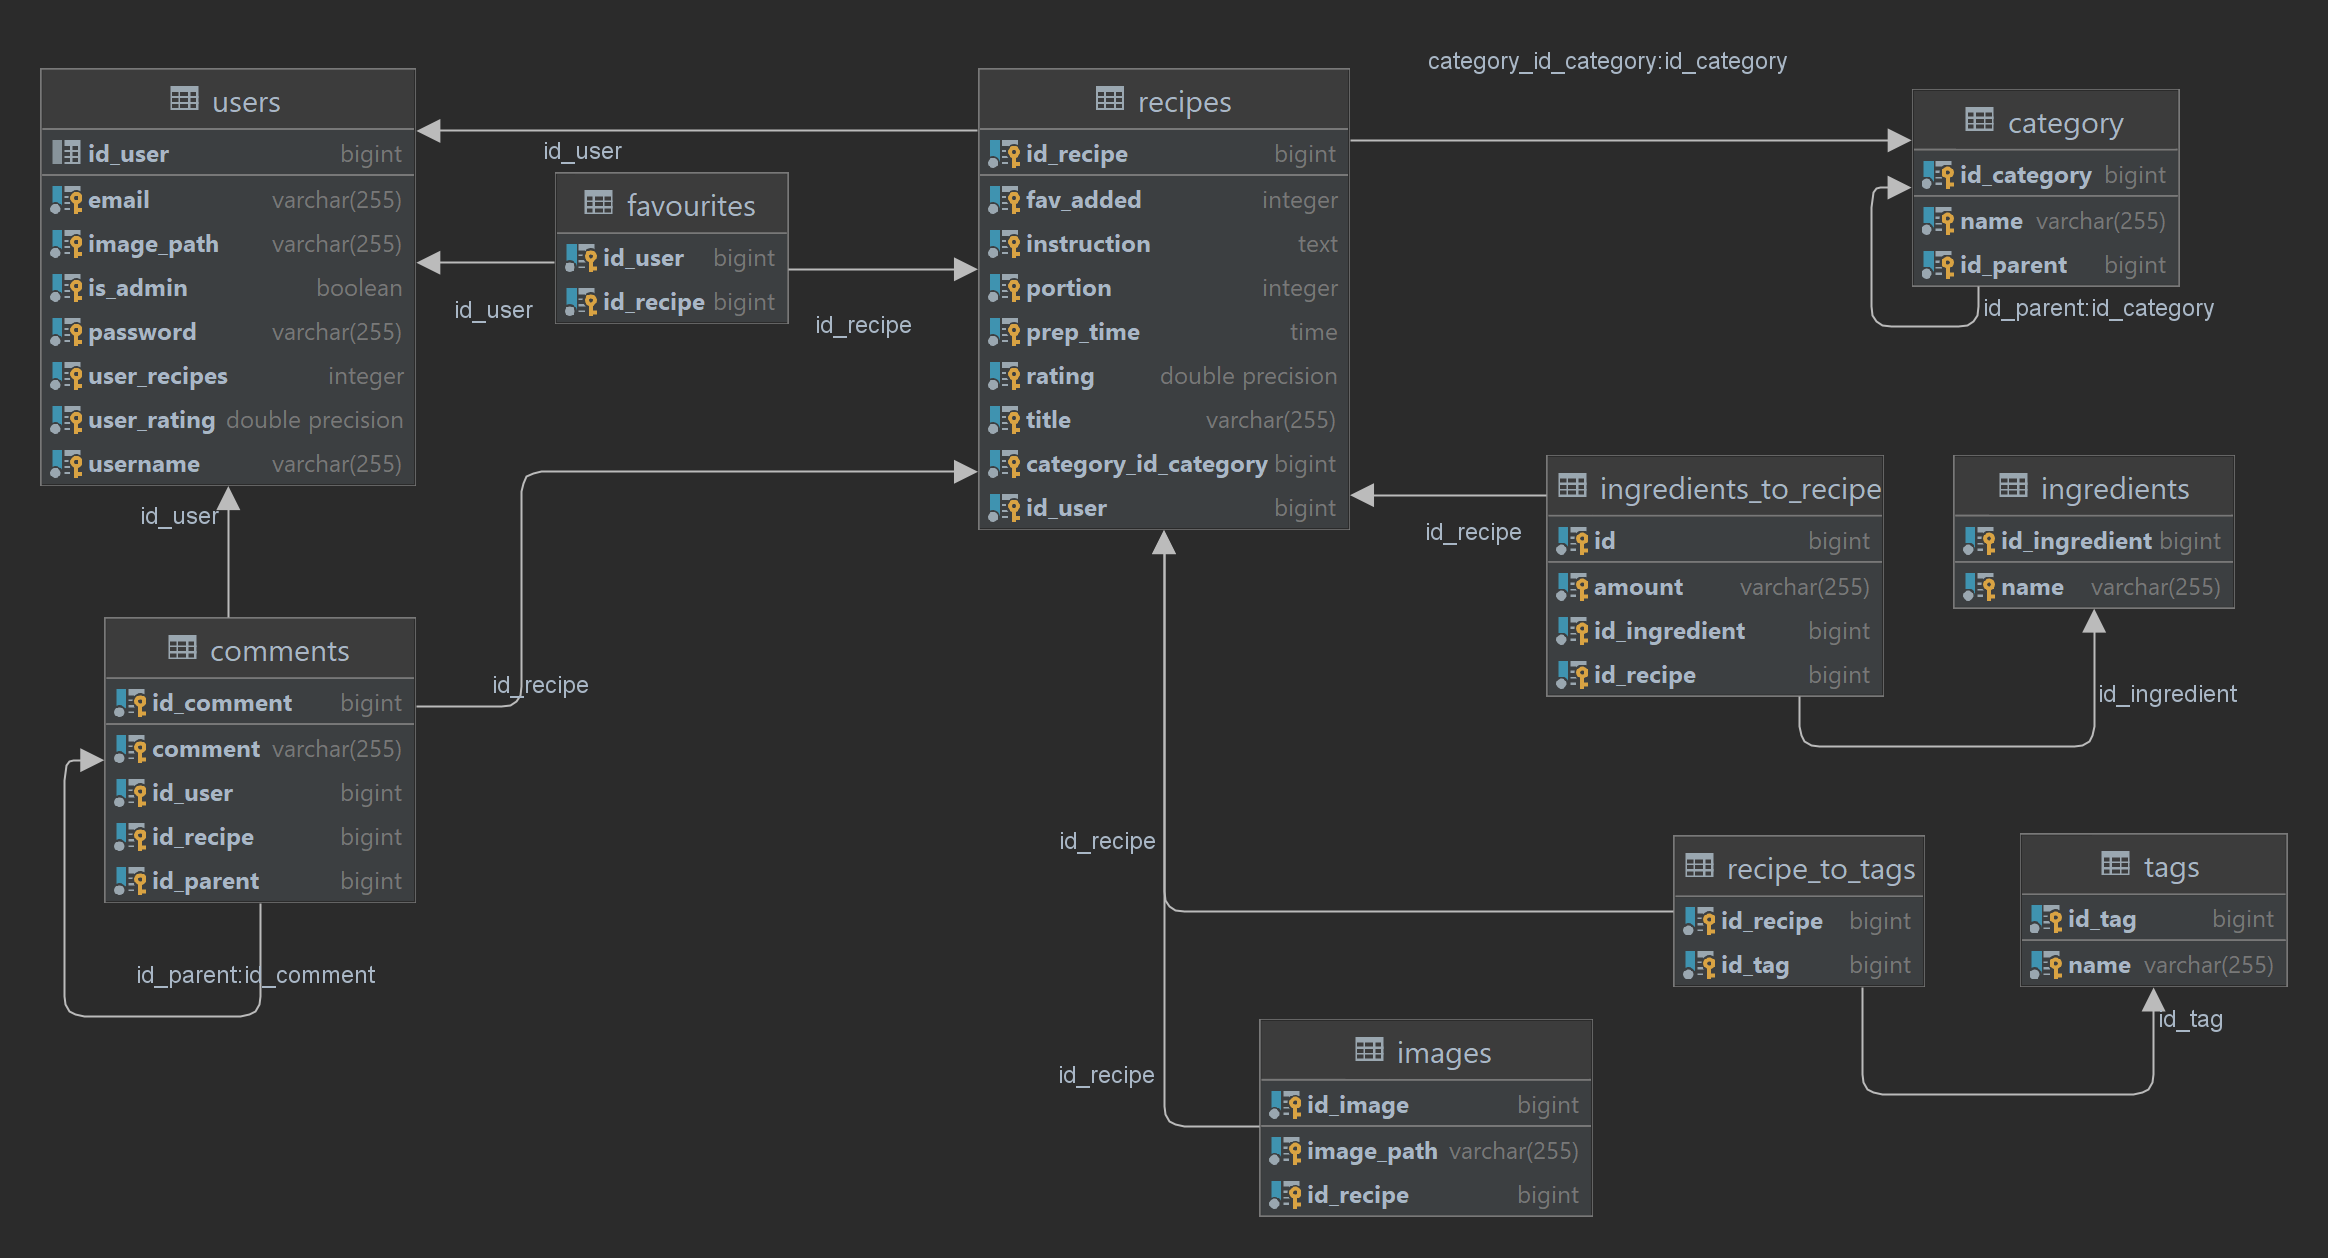 users
id_user bigint
email varchar(255)
image_path varchar(255)
is_admin boolean
password varchar(255)
user_recipes integer
user_rating double precision
username varchar(255)
id_user
favourites
id_user bigint
id_recipe bigint
id_user
id_recipe
recipes
id_recipe bigint
fav_added integer
instruction text
portion integer
prep_time time
rating double precision
title varchar(255)
category_id_category bigint
id_user bigint
category_id_category:id_category
category
id_category bigint
name varchar(255)
id_parent bigint
id_parent:id_category
id_user
comments
id_comment bigint
comment varchar(255)
id_user bigint
id_recipe bigint
id_parent bigint
id_parent:id_comment
id_recipe
ingredients_to_recipe
id bigint
amount varchar(255)
id_ingredient bigint
id_recipe bigint
id_recipe
ingredients
id_ingredient bigint
name varchar(255)
id_ingredient
id_recipe
recipe_to_tags
id_recipe bigint
id_tag bigint
tags
id_tag bigint
name varchar(255)
id_tag
id_recipe
images
id_image bigint
image_path varchar(255)
id_recipe bigint